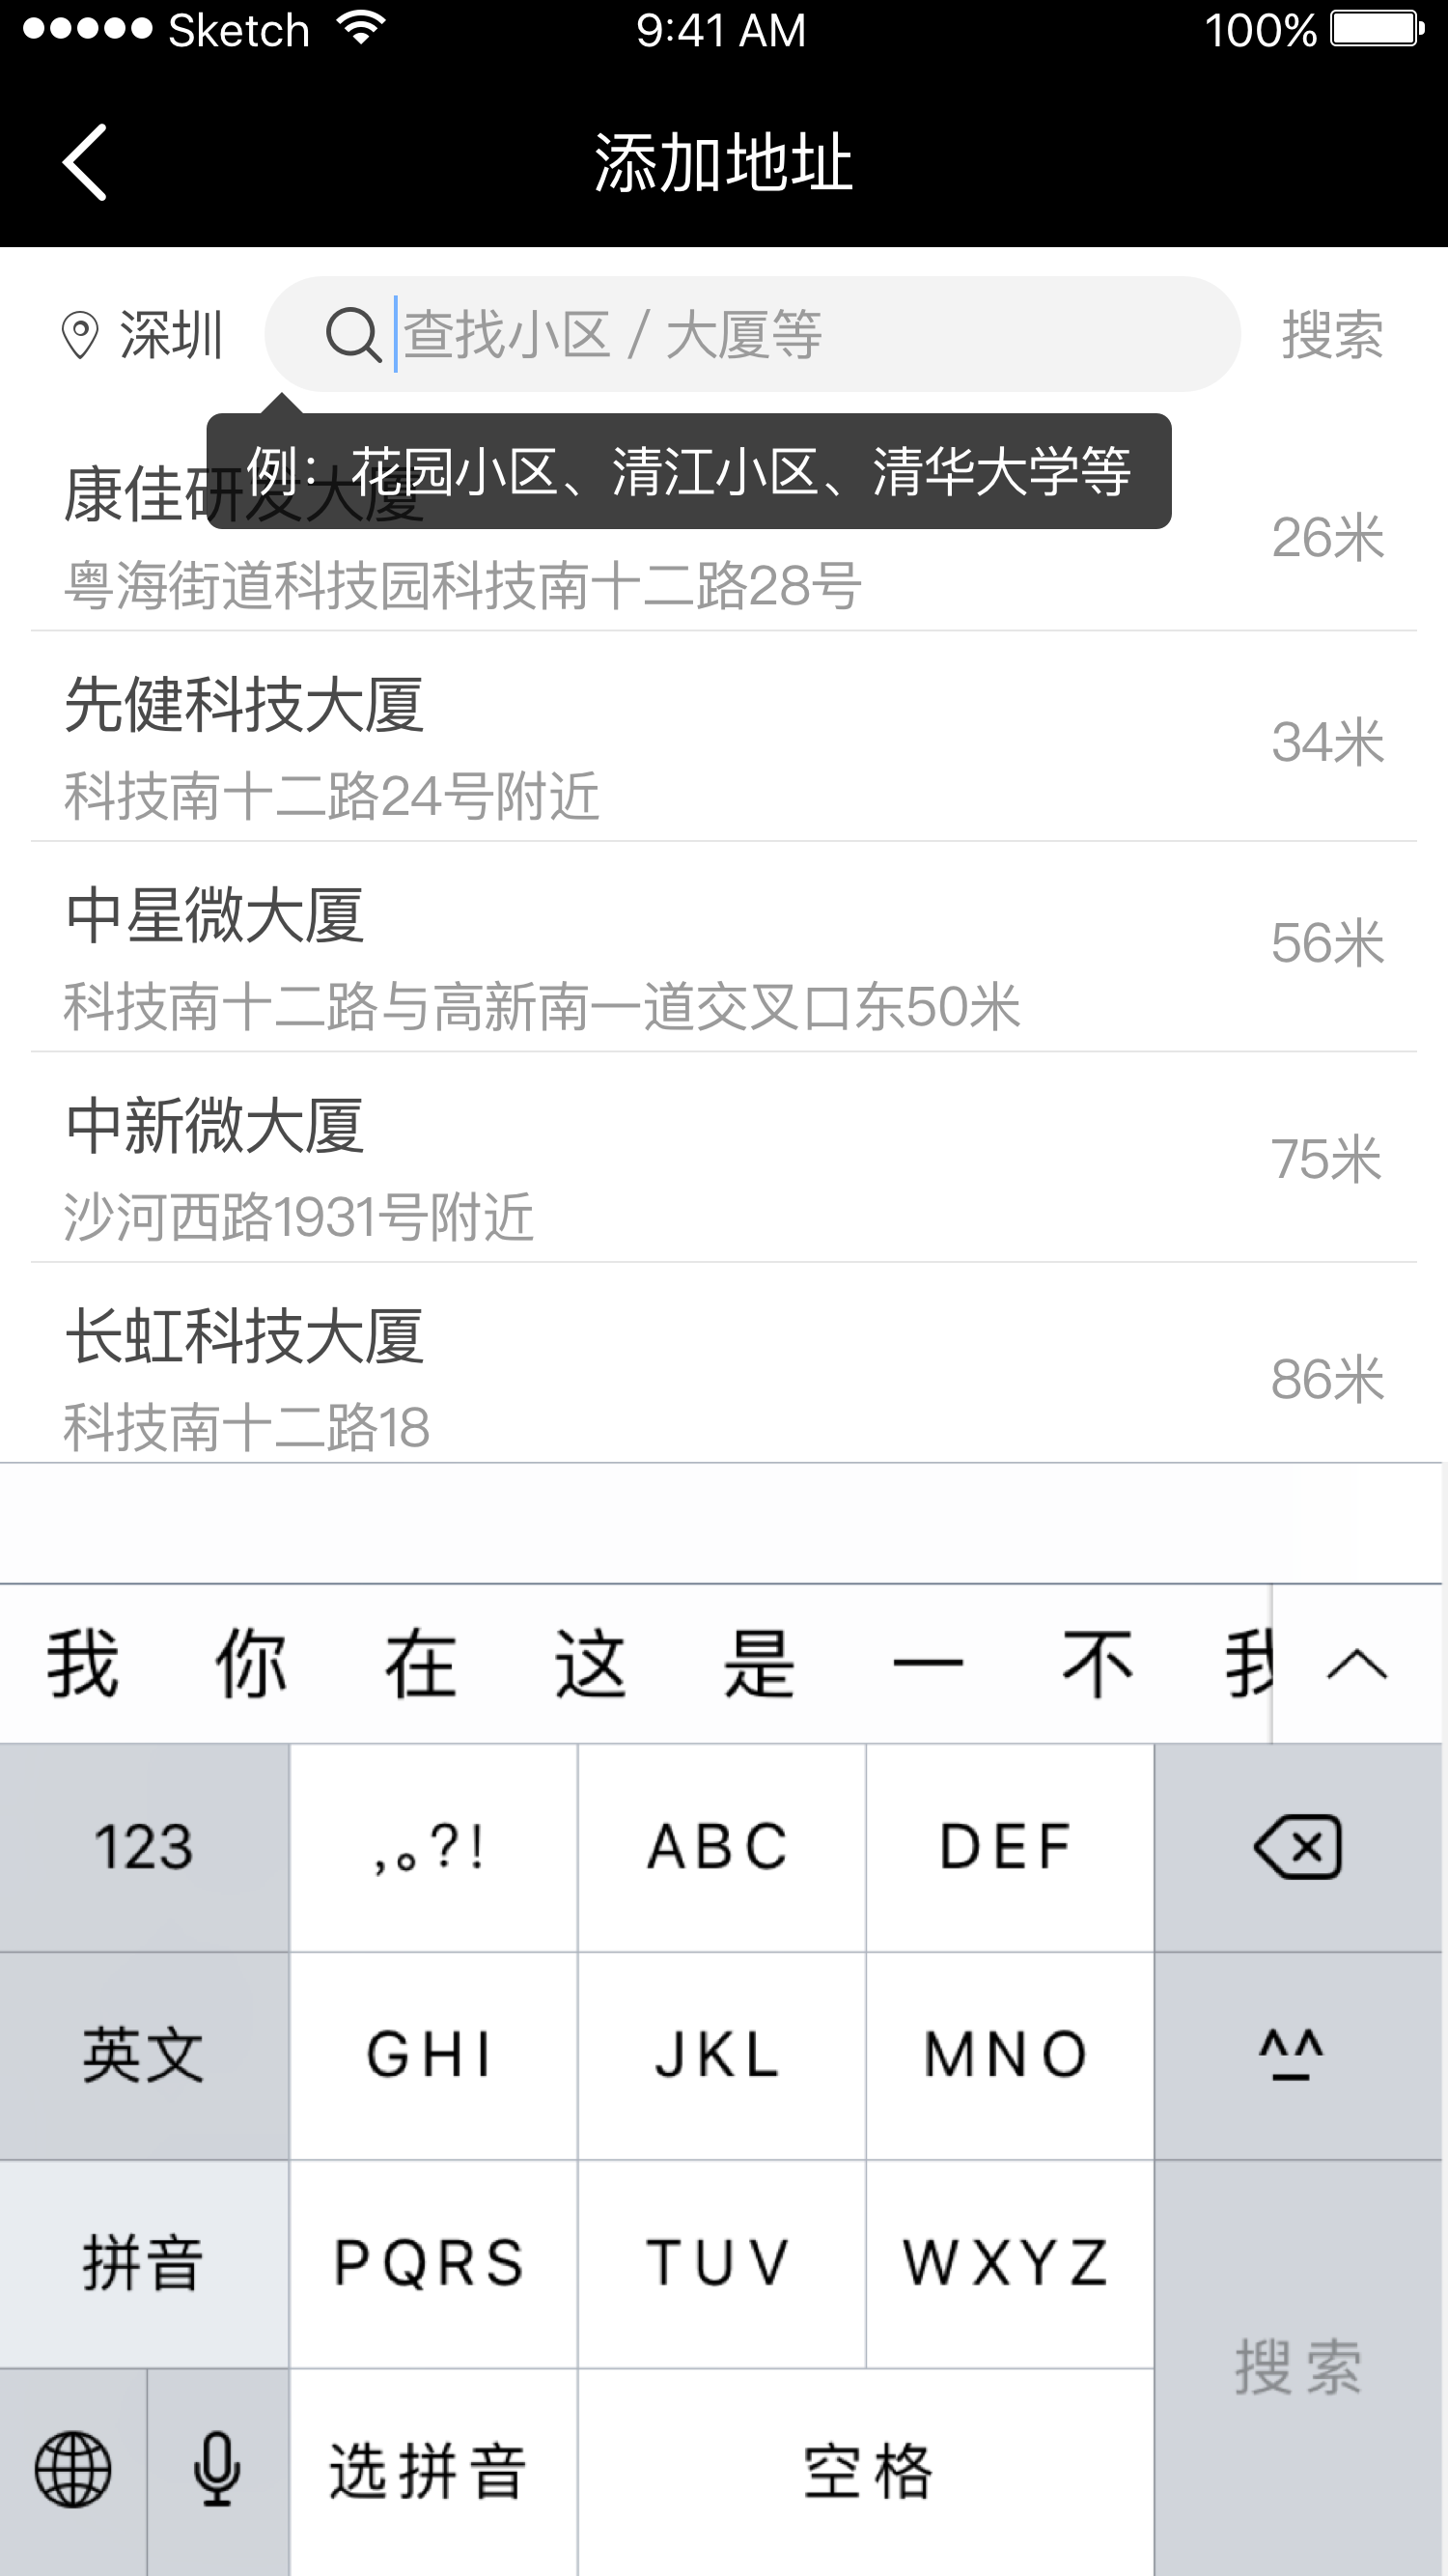 Sketch 9:41 AM 100%
添加地址
深圳 查找小区 / 大厦等 搜索
例：花园小区、清江小区、清华大学等
康佳研发大厦
26米
粤海街道科技园科技南十二路28号
先健科技大厦
34米
科技南十二路24号附近
中星微大厦
56米
科技南十二路与高新南一道交叉口东50米
中新微大厦
75米
沙河西路1931号附近
长虹科技大厦
86米
科技南十二路18
我 你 在 这 是 一 不 我
123 ,。?! ABC DEF
英文 GHI JKL MNO ^_^
拼音 PQRS TUV WXYZ
搜索
选拼音 空格